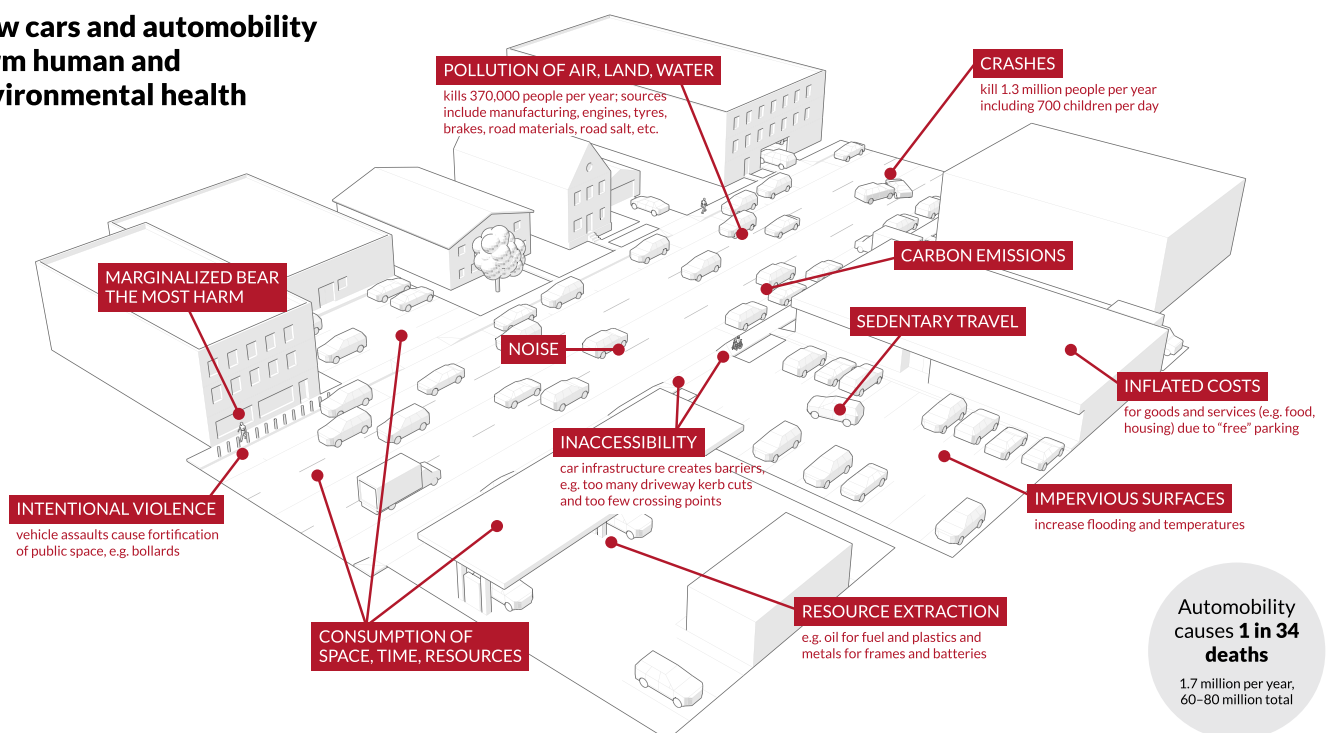 cars and automobility
human and
health
POLLUTION OF AIR, LAND, WATER
kills 370,000 people per year; sources
include manufacturing, engines, tyres,
brakes, road materials, road salt, etc.
CRASHES
kill 1.3 million people per year
including 700 children per day
CARBON EMISSIONS
MARGINALIZED BEAR
THE MOST HARM
SEDENTARY TRAVEL
NOISE
INFLATED COSTS
for goods and services (e.g. food,
housing) due to “free” parking
INACCESSIBILITY
car infrastructure creates barriers,
e.g. too many driveway kerb cuts
and too few crossing points
INTENTIONAL VIOLENCE
vehicle assaults cause fortification
of public space, e.g. bollards
IMPERVIOUS SURFACES
increase flooding and temperatures
RESOURCE EXTRACTION
e.g. oil for fuel and plastics and
metals for frames and batteries
CONSUMPTION OF
SPACE, TIME, RESOURCES
Automobility
causes 1 in 34
deaths
1.7 million per year,
60–80 million total